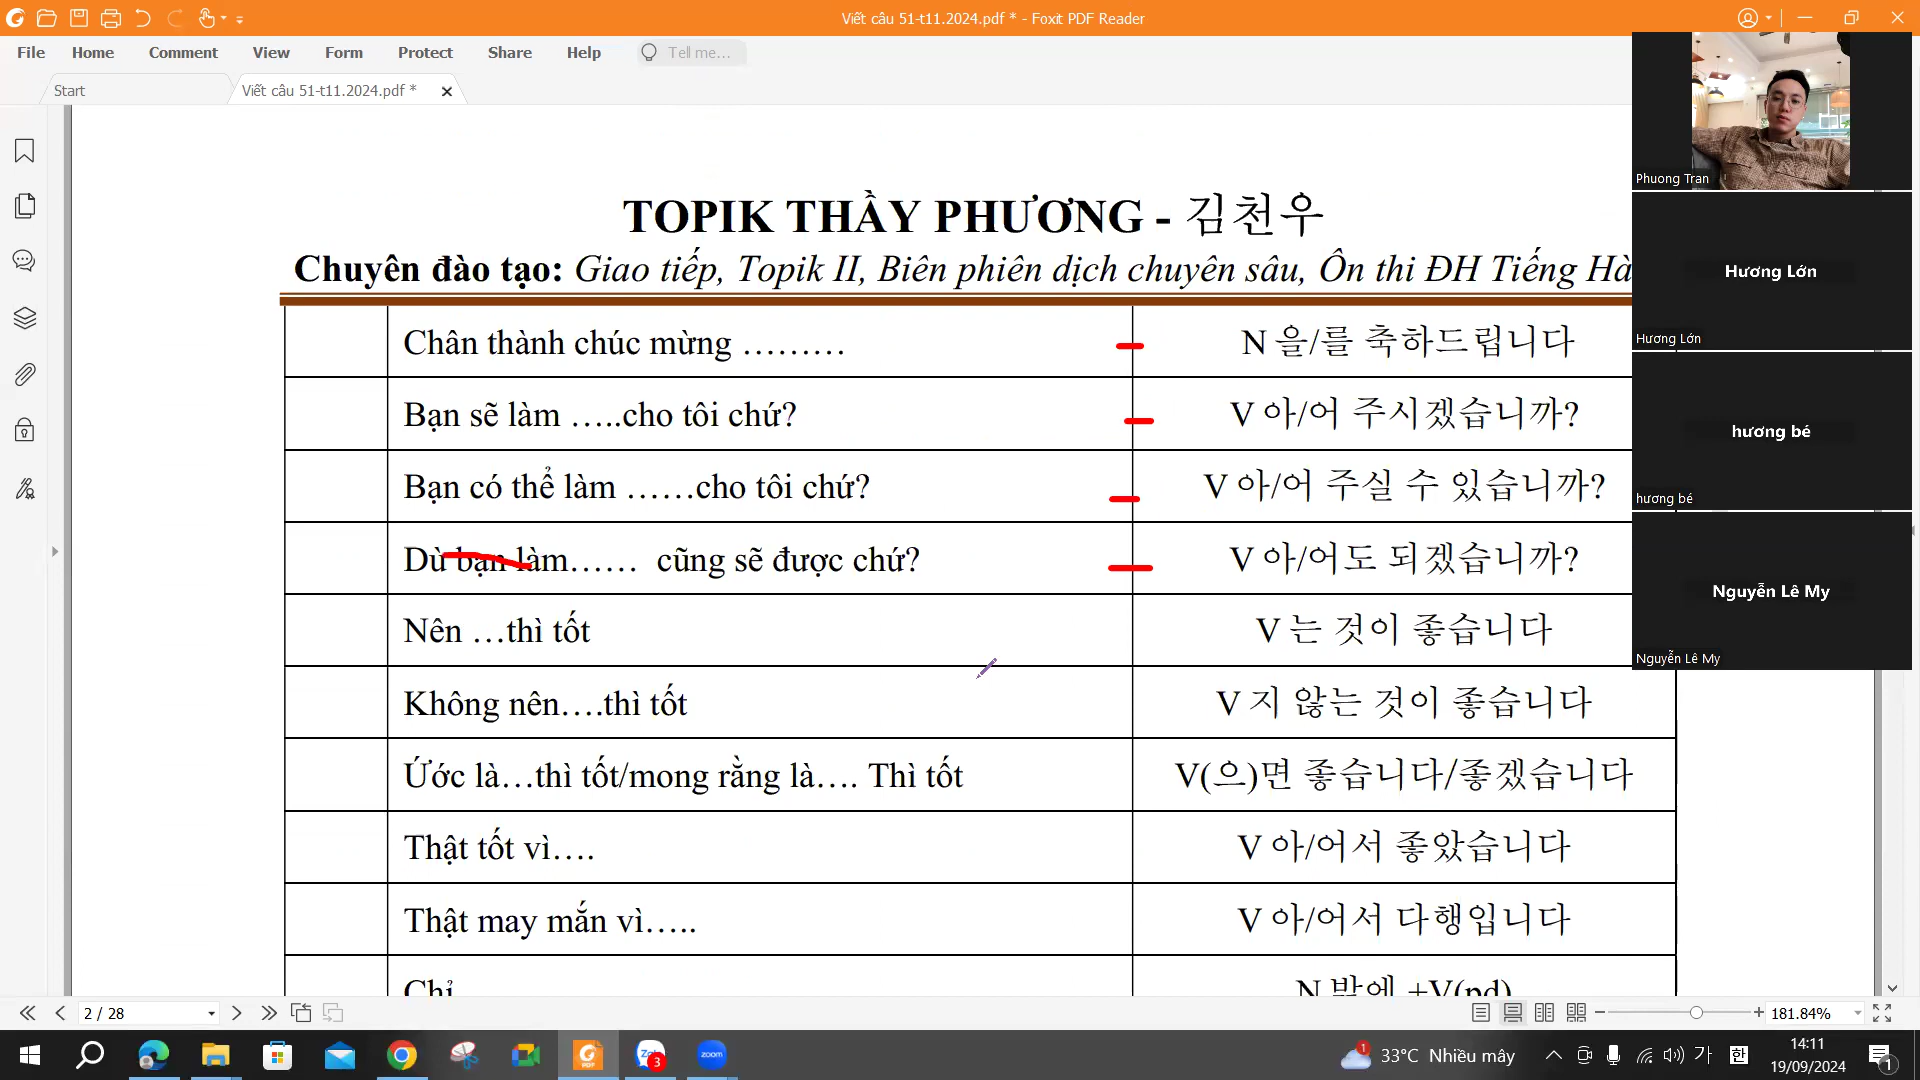 Viết câu 51-t11.2024.pdf * - Foxit PDF Reader
File Home Comment View Form Protect Share Help Tell me...
Start Viết câu 51-t11.2024.pdf *
TOPIK THẦY PHƯƠNG - 김천우
Chuyên đào tạo: Giao tiếp, Topik II, Biên phiên dịch chuyên sâu, Ôn thi ĐH Tiếng Hà
Chân thành chúc mừng ……… N 을/를 축하드립니다
Bạn sẽ làm …..cho tôi chứ? V 아/어 주시겠습니까?
Bạn có thể làm ……cho tôi chứ? V 아/어 주실 수 있습니까?
Dù bạn làm…… cũng sẽ được chứ? V 아/어도 되겠습니까?
Nên …thì tốt V 는 것이 좋습니다
Không nên….thì tốt V 지 않는 것이 좋습니다
Ước là…thì tốt/mong rằng là…. Thì tốt V(으)면 좋습니다/좋겠습니다
Thật tốt vì…. V 아/어서 좋았습니다
Thật may mắn vì….. V 아/어서 다행입니다
Chỉ N 밖에 +V(pd)
Phuong Tran
Hương Lớn
Hương Lớn
hương bé
hương bé
Nguyễn Lê My
Nguyễn Lê My
2 / 28 181.84%
zoom 3 1 33°C Nhiều mây 가 한 14:11
19/09/2024 1